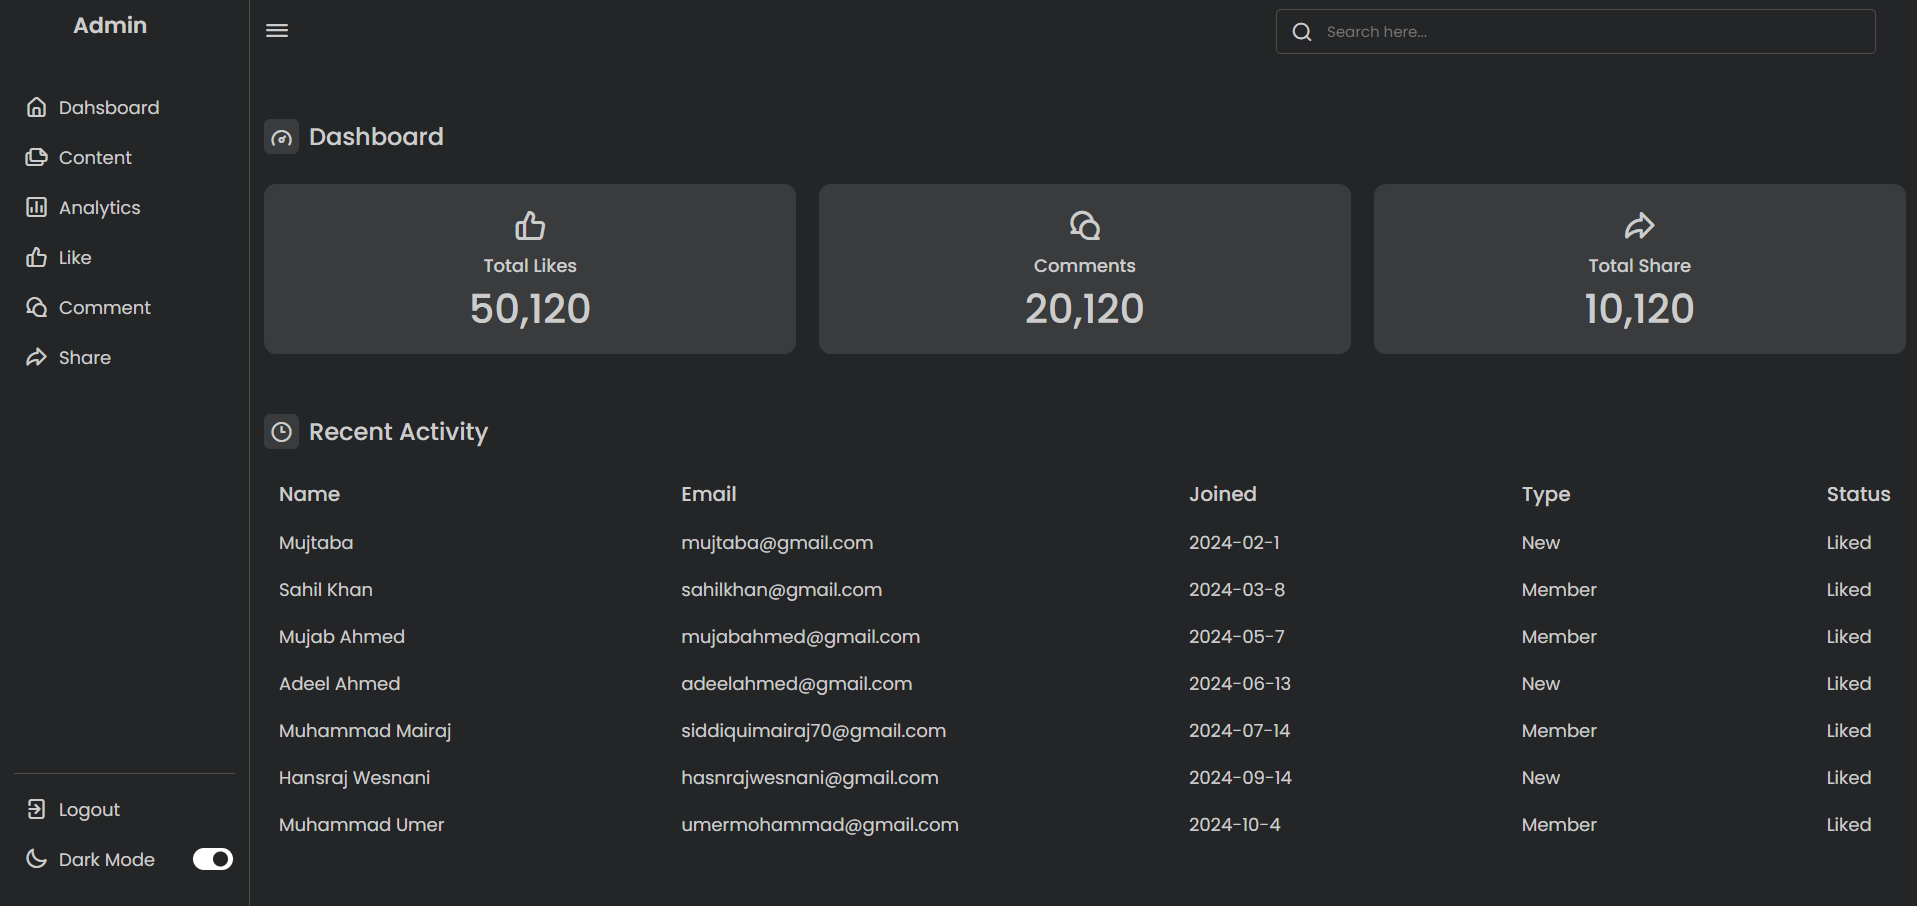 Admin
Search here...
Dahsboard
Content
Analytics
Like
Comment
Share
Logout
Dark Mode
Dashboard
Total Likes
50,120
Comments
20,120
Total Share
10,120
Recent Activity
Name Email Joined Type Status
Mujtaba mujtaba@gmail.com 2024-02-1 New Liked
Sahil Khan sahilkhan@gmail.com 2024-03-8 Member Liked
Mujab Ahmed mujabahmed@gmail.com 2024-05-7 Member Liked
Adeel Ahmed adeelahmed@gmail.com 2024-06-13 New Liked
Muhammad Mairaj siddiquimairaj70@gmail.com 2024-07-14 Member Liked
Hansraj Wesnani hasnrajwesnani@gmail.com 2024-09-14 New Liked
Muhammad Umer umermohammad@gmail.com 2024-10-4 Member Liked